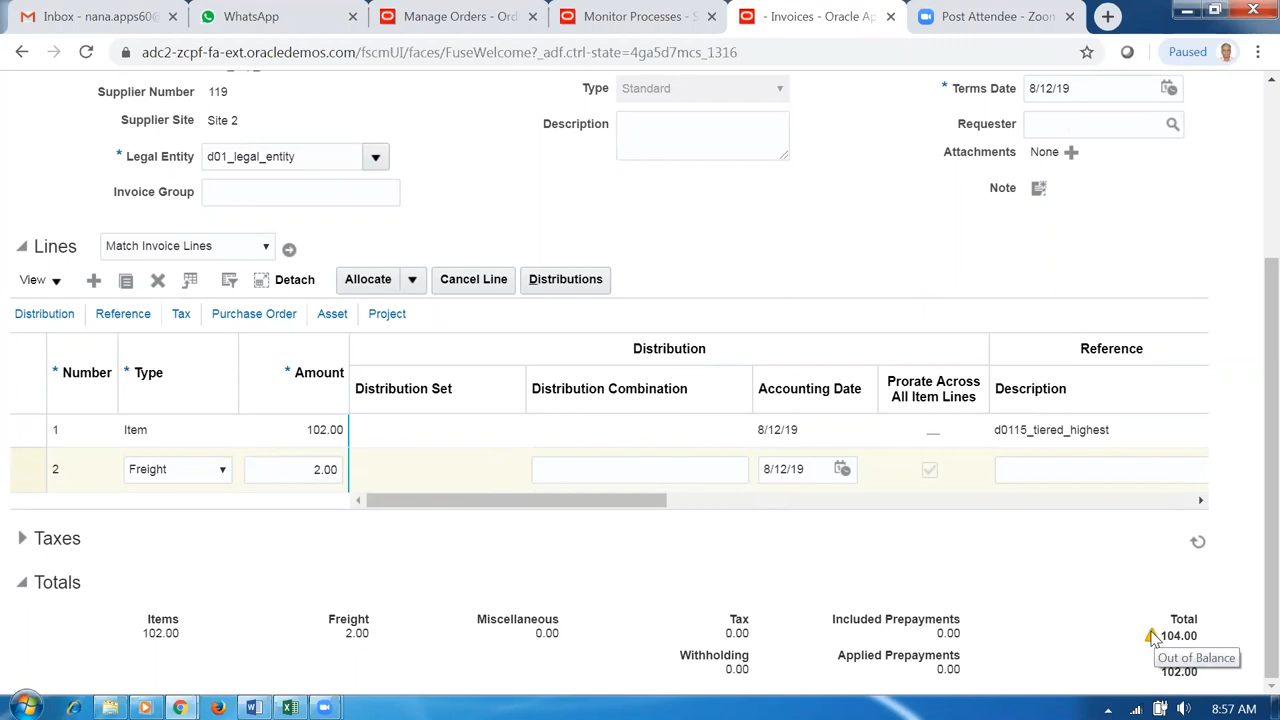 M Inbox - nana.apps60@
WhatsApp
Manage Orders
Monitor Processes - S
- Invoices - Oracle Ap
Post Attendee - Zoom
adc2-zcpf-fa-ext.oracledemos.com/fscmUI/faces/FuseWelcome?_adf.ctrl-state=4ga5d7mcs_1316
Paused
Supplier Number 119
Type Standard
* Terms Date 8/12/19
Supplier Site Site 2
Description
Requester
* Legal Entity d01_legal_entity
Attachments None
Invoice Group
Note
Lines Match Invoice Lines
View Detach Allocate Cancel Line Distributions
Distribution Reference Tax Purchase Order Asset Project
Distribution Reference
* Number * Type * Amount Distribution Set Distribution Combination Accounting Date Prorate Across Description
All Item Lines
1 Item 102.00 8/12/19 d0115_tiered_highest
2 Freight 2.00 8/12/19
Taxes
Totals
Items Freight Miscellaneous Tax Included Prepayments Total
102.00 2.00 0.00 0.00 0.00 104.00
Withholding Applied Prepayments Out of Balance
0.00 0.00 102.00
8:57 AM